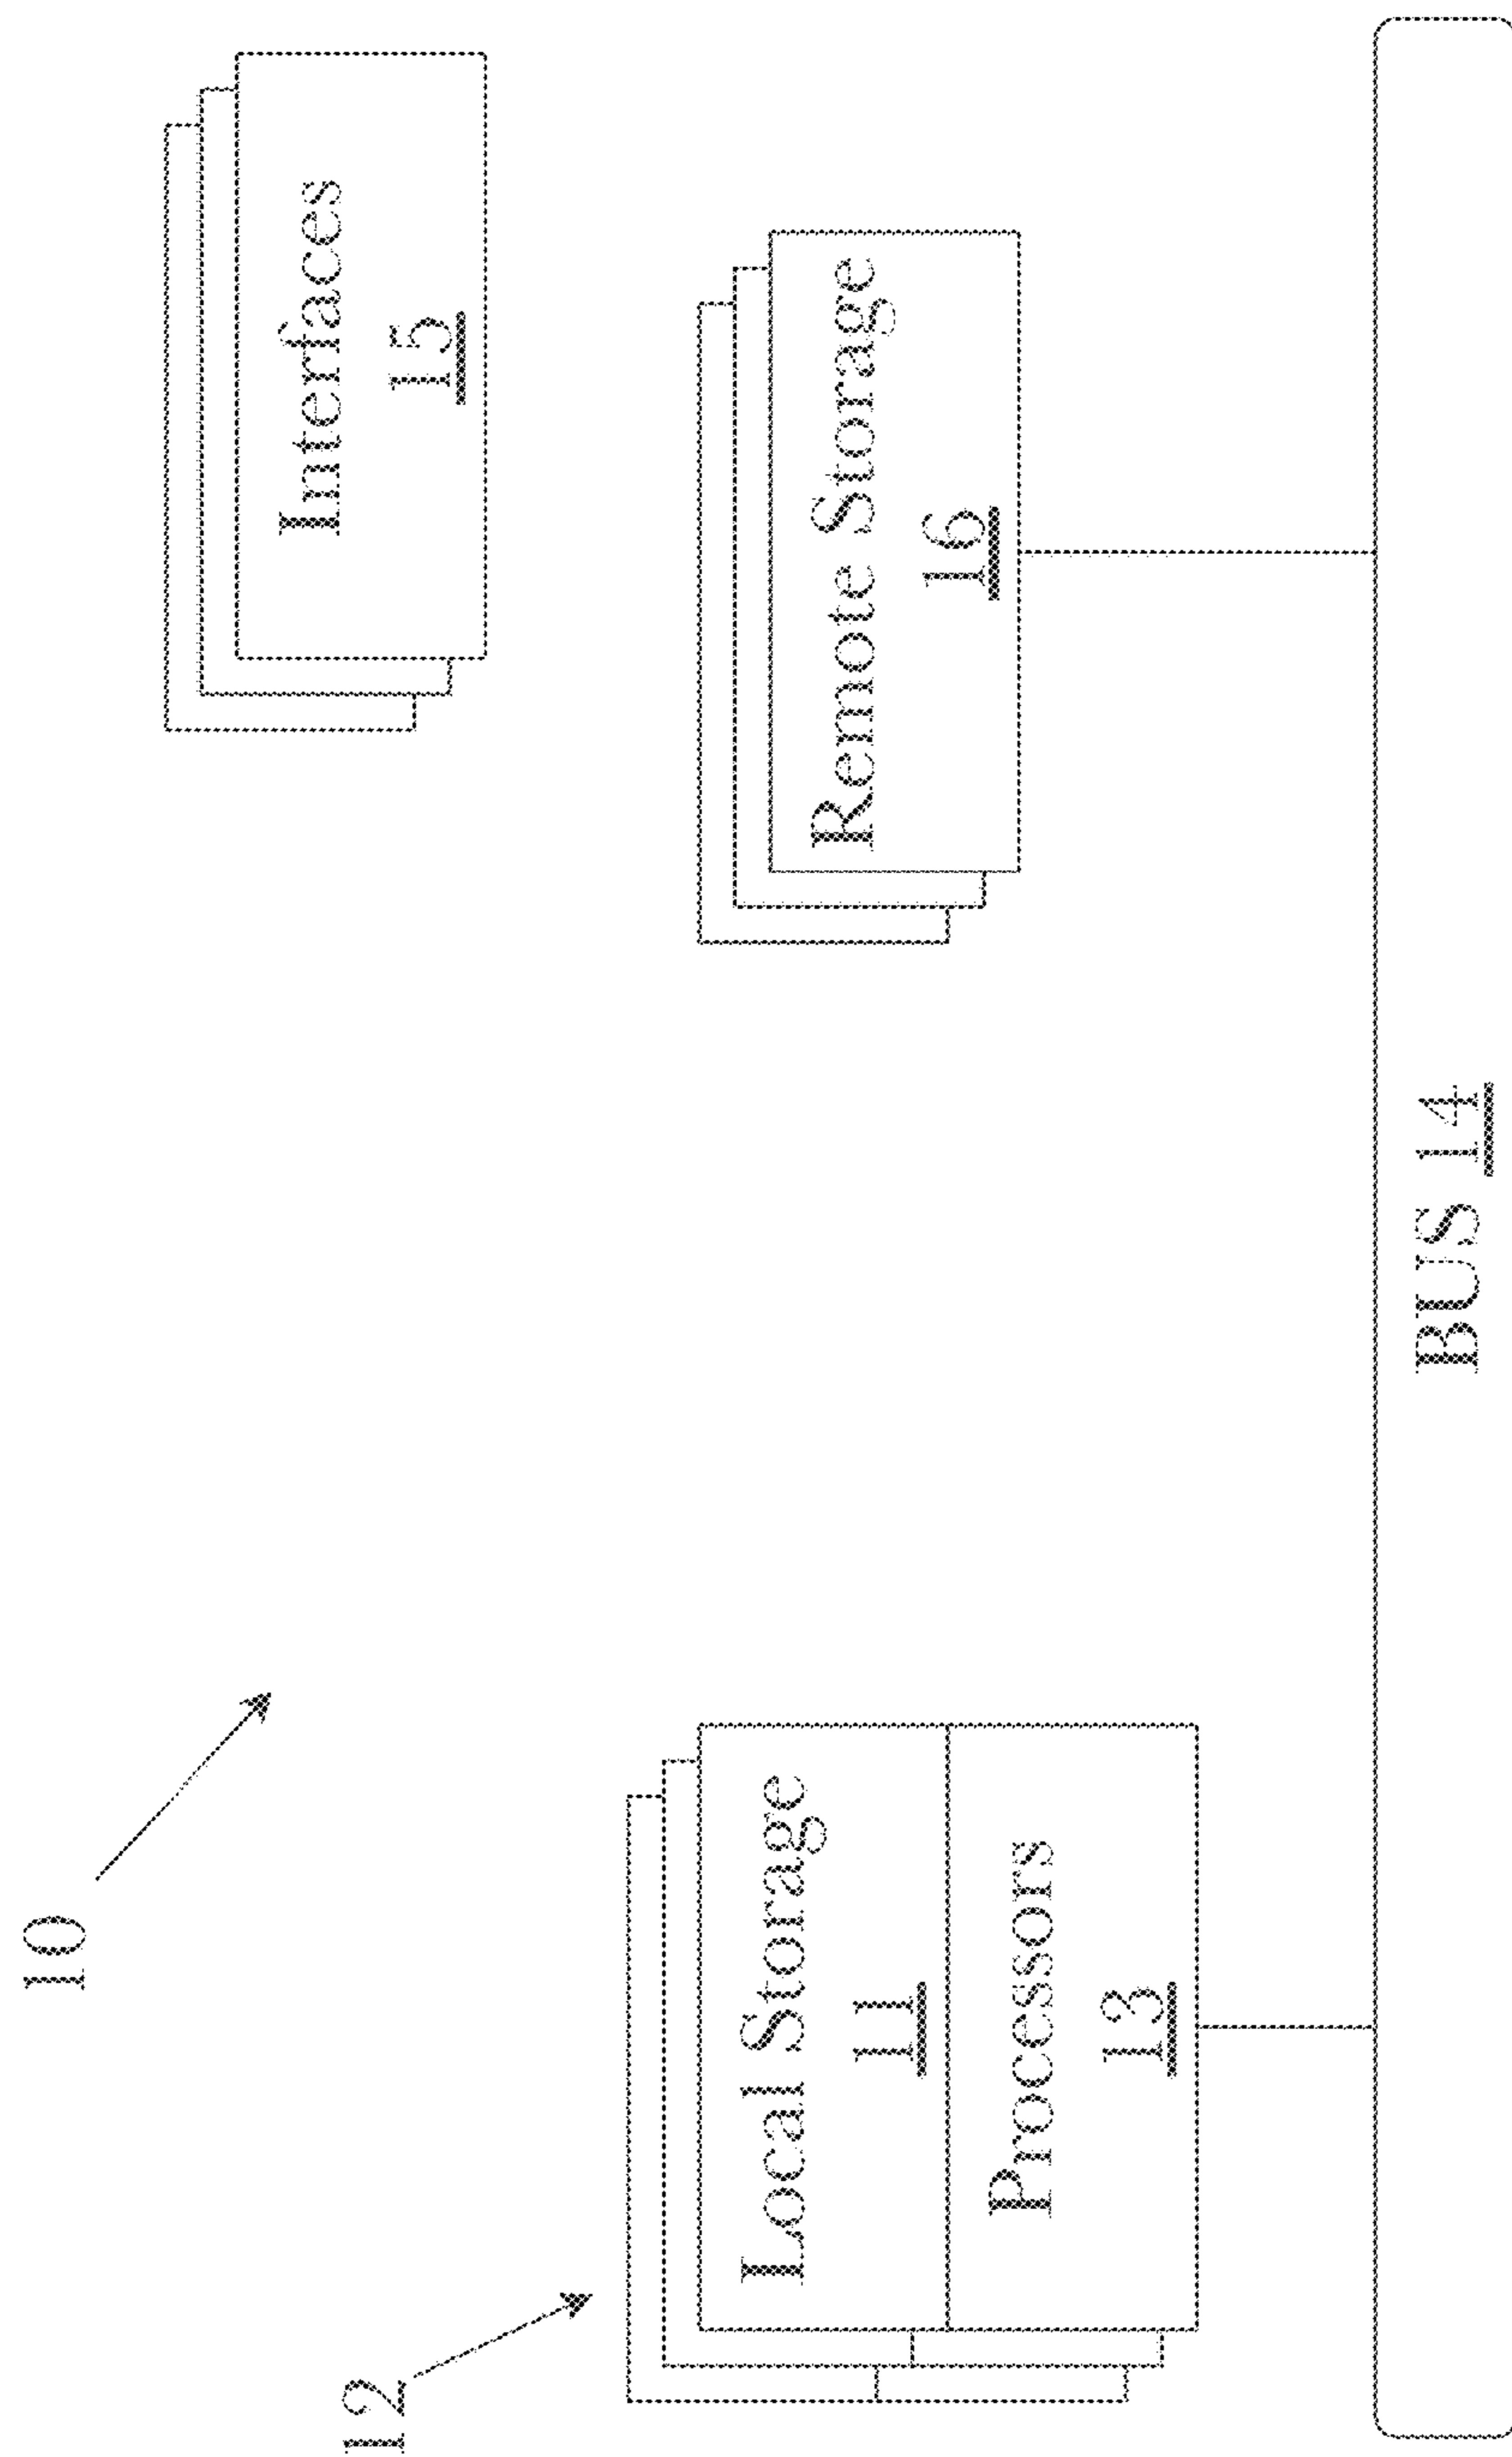 10
12
Local Storage
11
Processors
13
Interfaces
15
Remote Storage
16
BUS 14